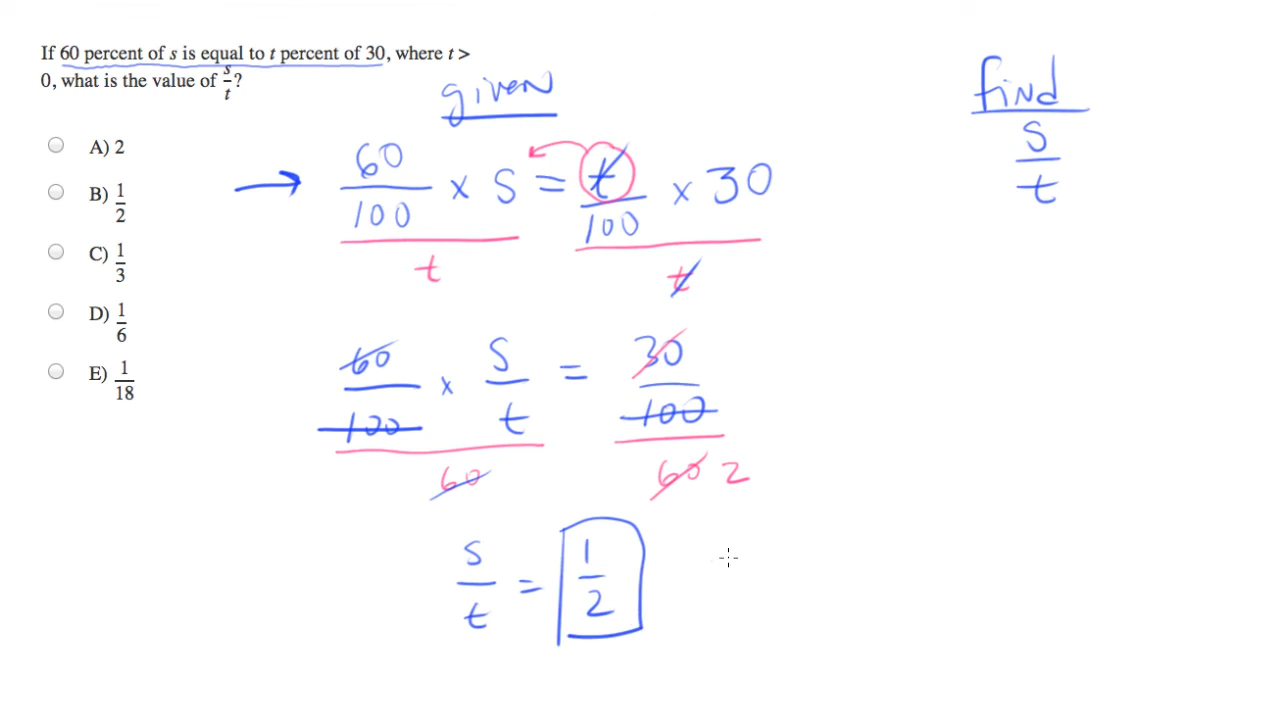 If 60 percent of s is equal to t percent of 30, where t >
0, what is the value of s/t?
A) 2
B) 1/2
C) 1/3
D) 1/6
E) 1/18
given
60/100 x s = t/100 x 30
t t
60/100 x s/t = 30/100
60 60 2
s/t = 1/2
find
s/t